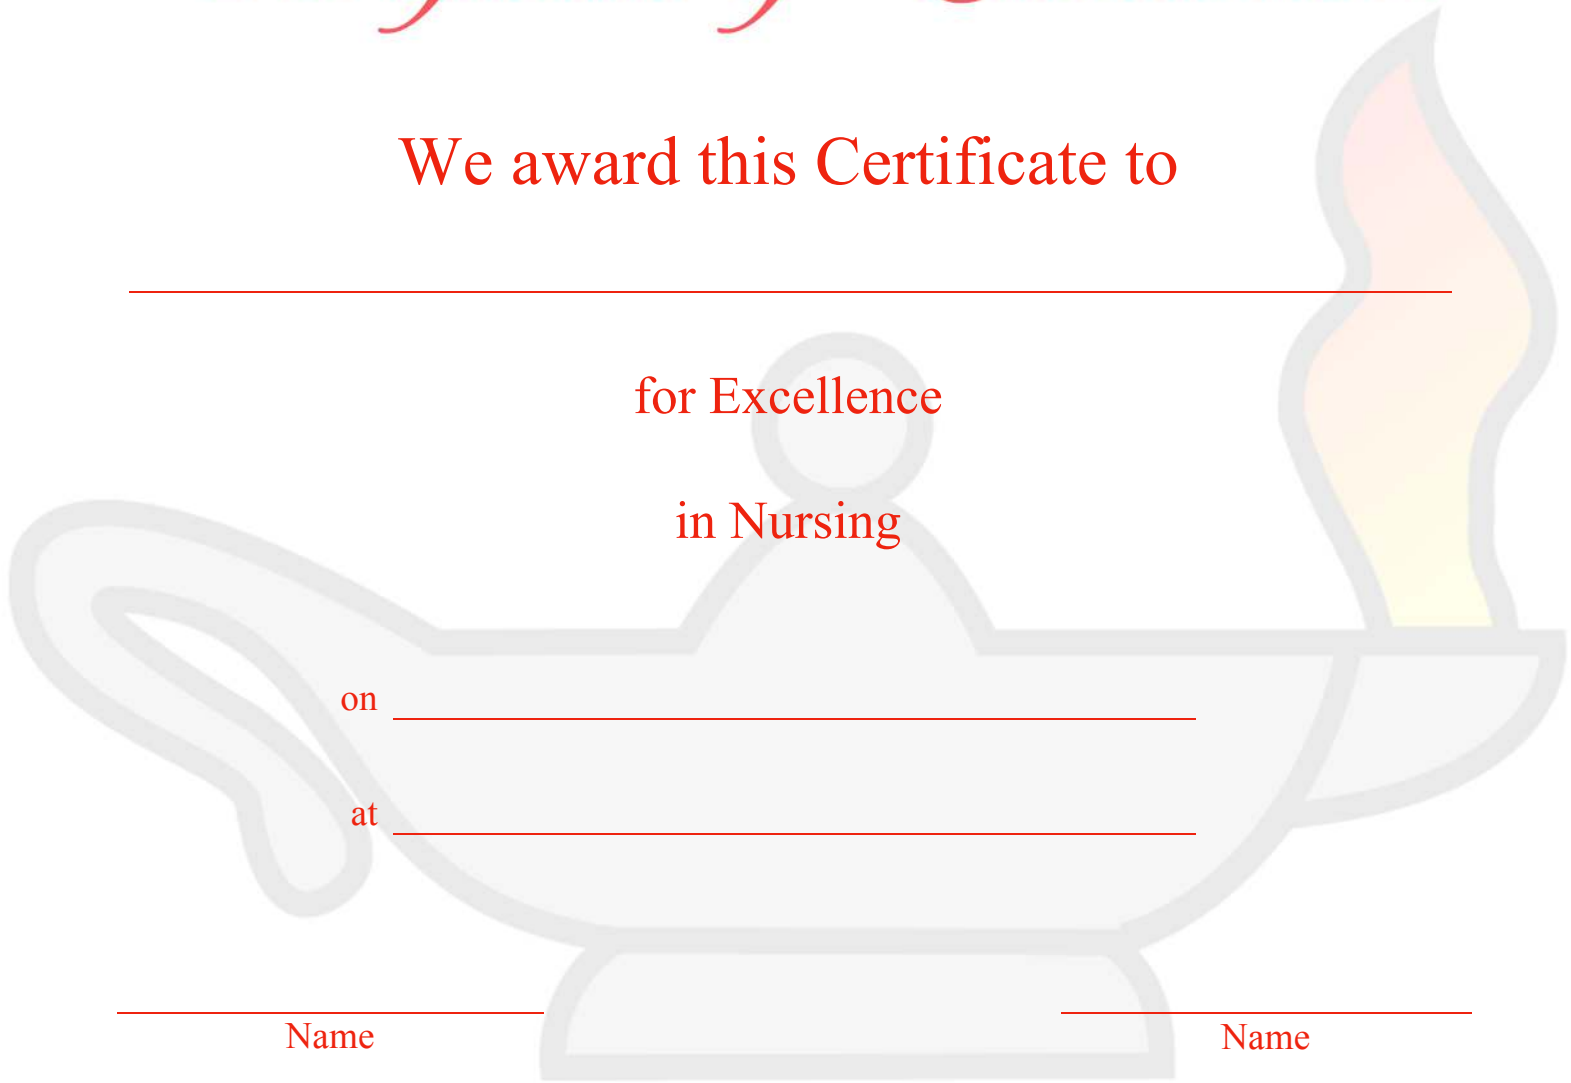 We award this Certificate to
for Excellence
in Nursing
on
at
Name Name